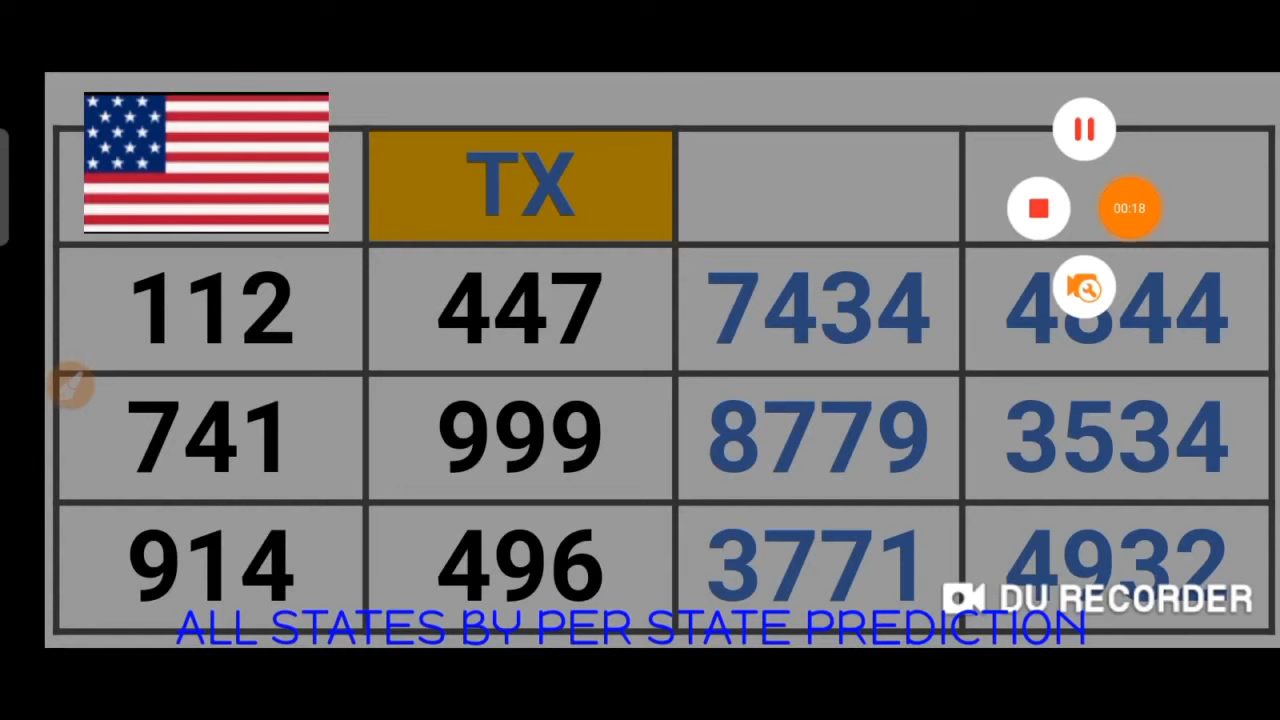 TX
00:18
112 447 7434 4844
741 999 8779 3534
914 496 3771 4932
DU RECORDER
ALL STATES BY PER STATE PREDICTION